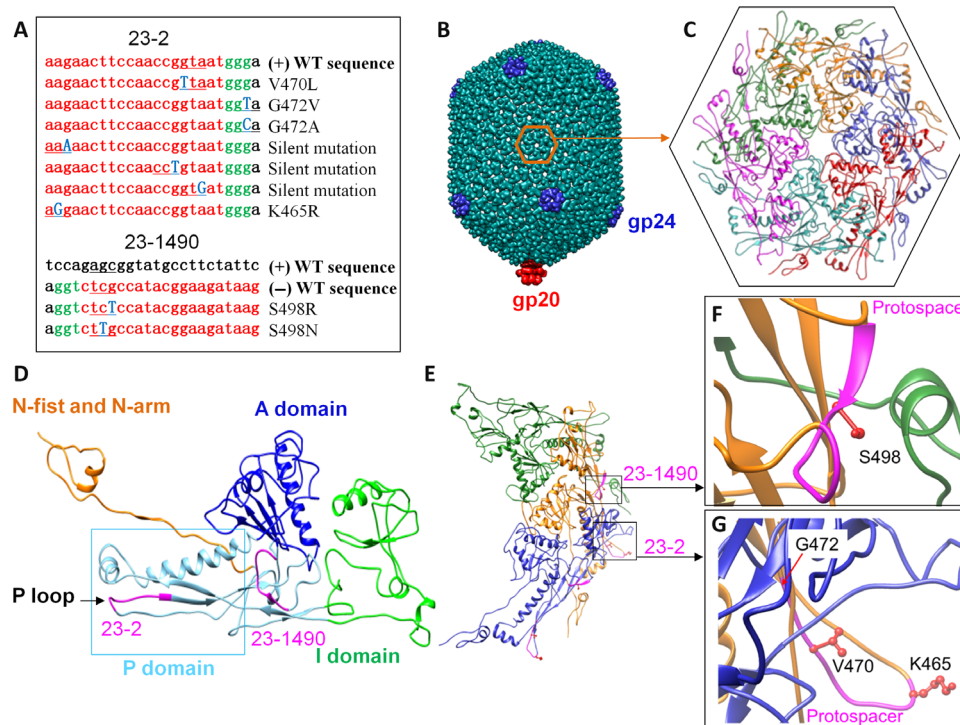 A
23-2
aagaacttccaaccggtaatggga (+) WT sequence
aagaacttccaaccgTtaatggga V470L
aagaacttccaaccggtaatggTa G472V
aagaacttccaaccggtaatggCa G472A
aaAaacttccaaccggtaatggga Silent mutation
aagaacttccaaccTgtaatggga Silent mutation
aagaacttccaaccggtGatggga Silent mutation
aGgaacttccaaccggtaatggga K465R
23-1490
tccagagcggtatgccttctattc (+) WT sequence
aggtctcgccatacggaagataag (−) WT sequence
aggtctcTccatacggaagataag S498R
aggtctTgccatacggaagataag S498N
B
gp24
gp20
C
D
N-fist and N-arm
A domain
P loop
23-2
23-1490
P domain
I domain
E
23-1490
23-2
F
Protospacer
S498
G
G472
V470
K465
Protospacer